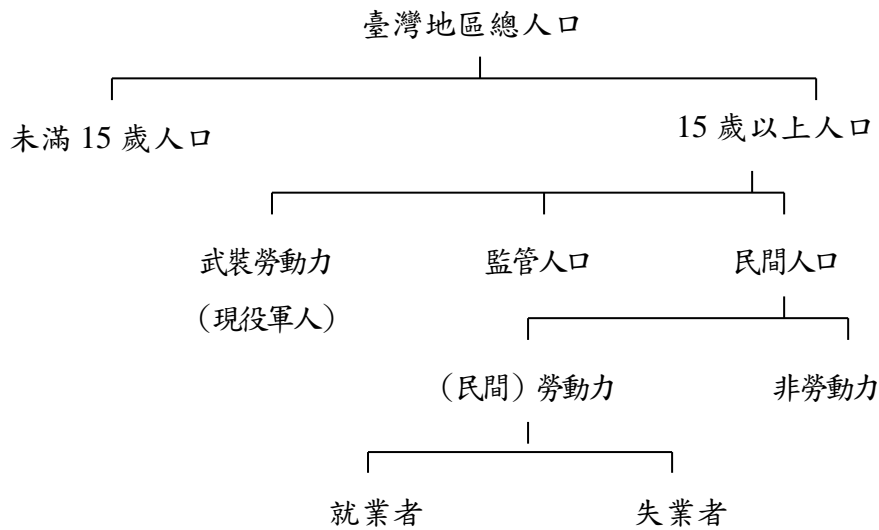 臺灣地區總人口
未滿 15 歲人口
15 歲以上人口
武裝勞動力
監管人口
民間人口
（現役軍人）
（民間）勞動力
非勞動力
就業者
失業者